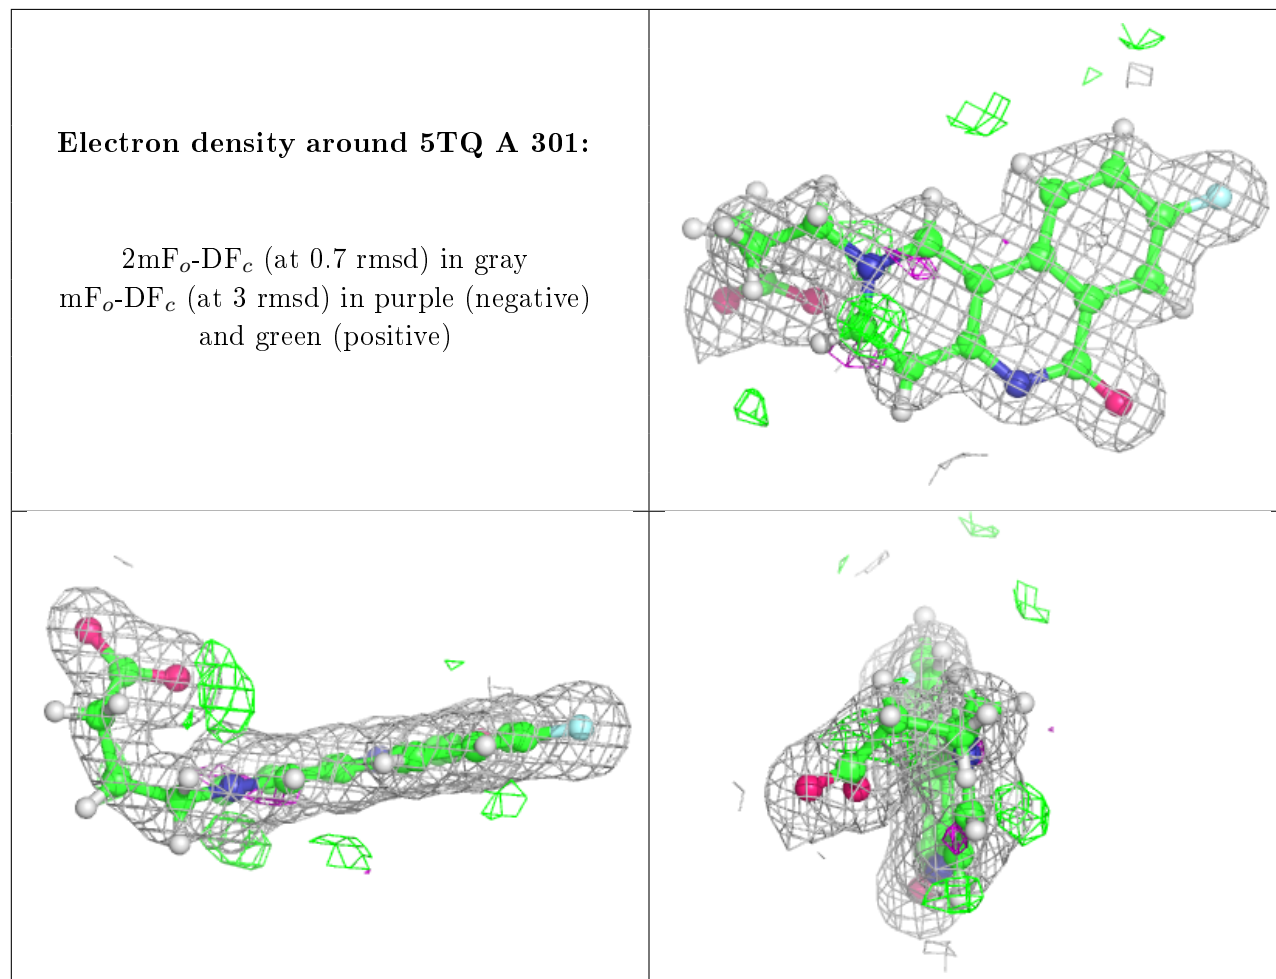 Electron density around 5TQ A 301:
2mFₒ-DF𝒸 (at 0.7 rmsd) in gray
mFₒ-DF𝒸 (at 3 rmsd) in purple (negative)
and green (positive)